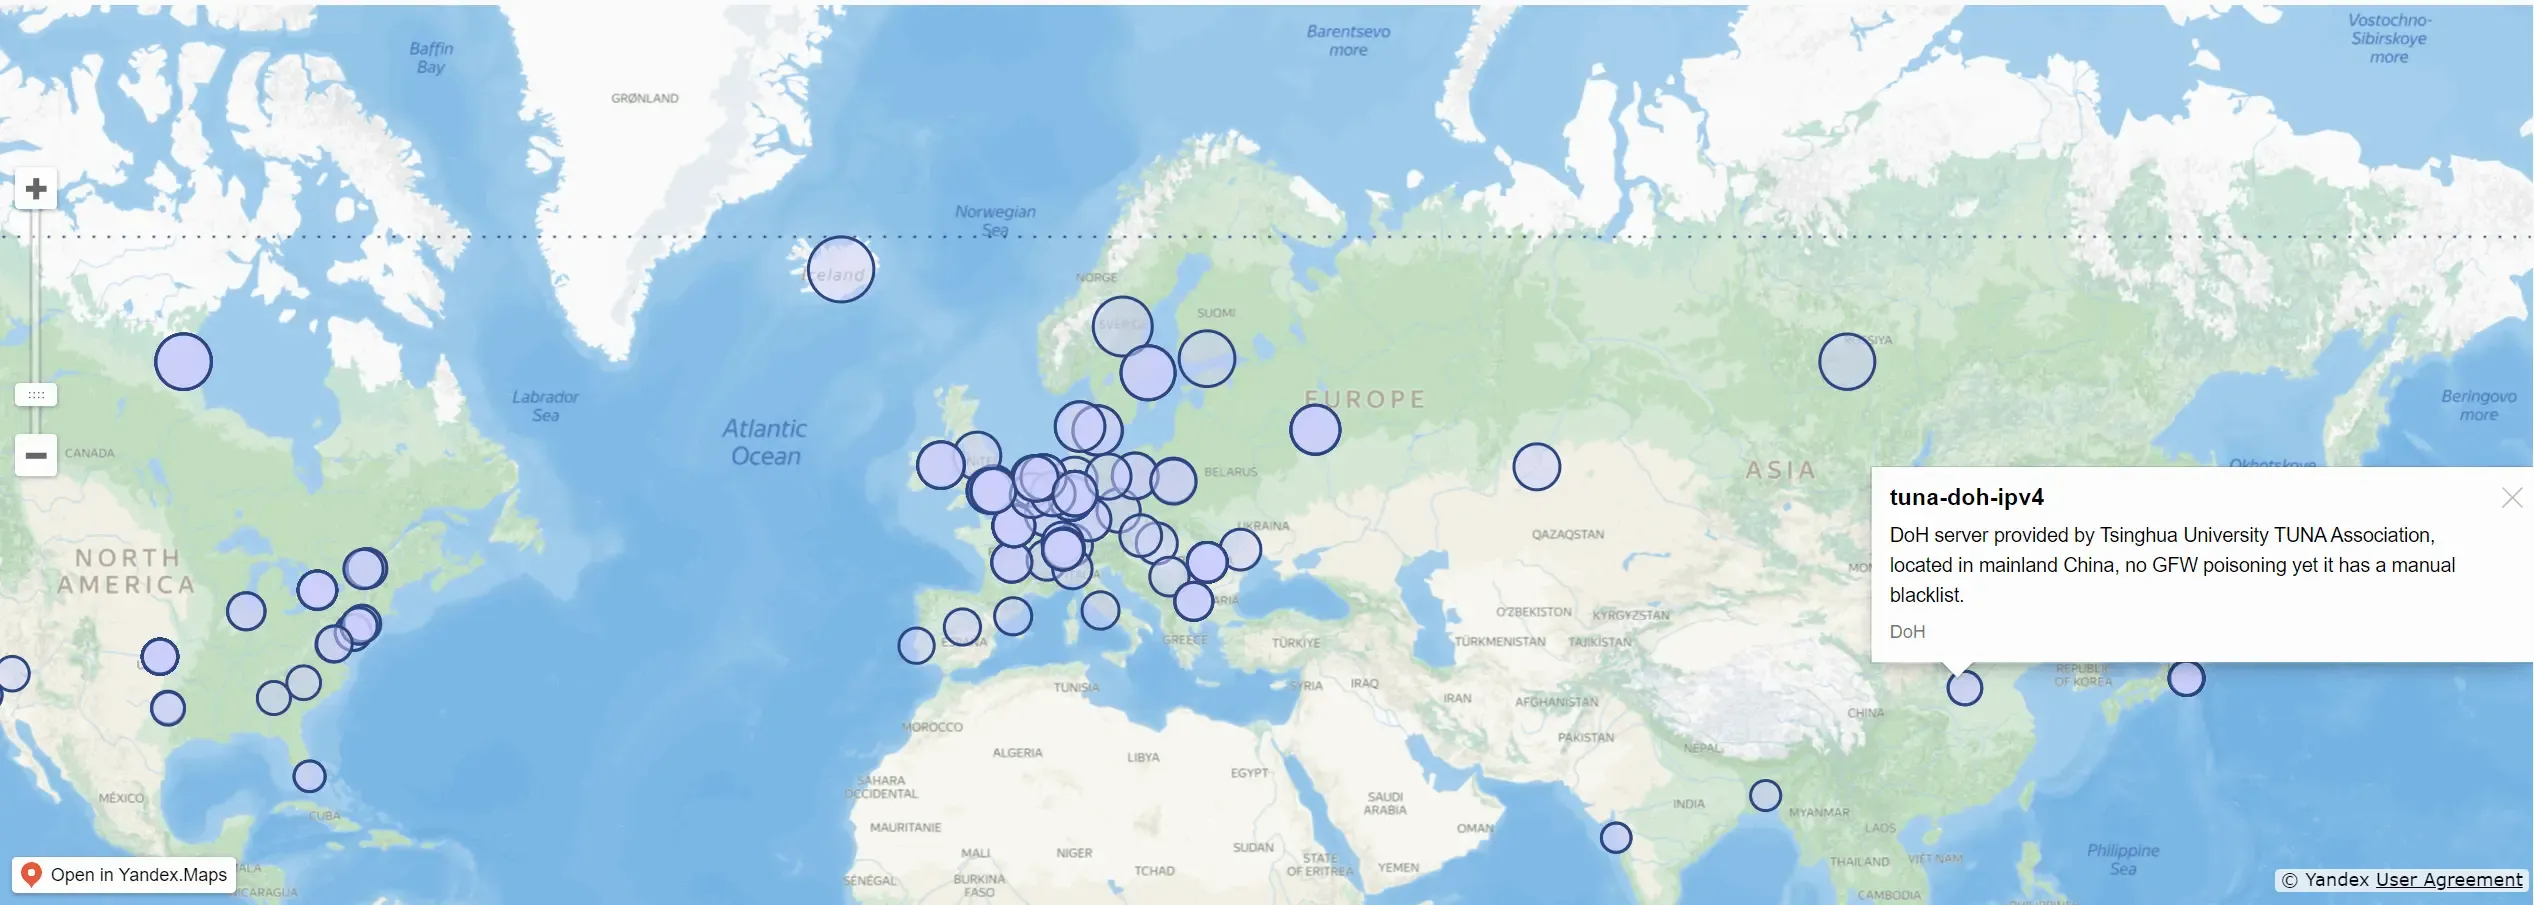 Baffin
Bay
GRØNLAND
Barentsevo
more
Vostochno-
Sibirskoye
more
Norwegian
Sea
Iceland
NORGE
SVERIGE
SUOMI
Labrador
Sea
Atlantic
Ocean
EUROPE
ASIA
Beringovo
more
CANADA
BELARUS
Okhotskoye
NORTH
AMERICA
UKRAINA
QAZAQSTAN
O'ZBEKISTON
KYRGYZSTAN
TÜRKMENISTAN
TAJIKISTAN
GREECE
TÜRKIYE
tuna-doh-ipv4
DoH server provided by Tsinghua University TUNA Association,
located in mainland China, no GFW poisoning yet it has a manual
blacklist.
DoH
REPUBLIC
OF KOREA
TUNISIA
SYRIA
IRAQ
IRAN
AFGHANISTAN
CHINA
MOROCCO
ALGERIA
LIBYA
EGYPT
PAKISTAN
NEPAL
SAHARA
OCCIDENTAL
SAUDI
ARABIA
INDIA
MYANMAR
MÉXICO
CUBA
MAURITANIE
OMAN
LAOS
MALI
NIGER
SUDAN
STATE
OF ERITREA
YEMEN
TCHAD
THAILAND
VIỆT NAM
Philippine
Sea
SÉNÉGAL
BURKINA
FASO
CAMBODIA
NICARAGUA
Open in Yandex.Maps
© Yandex User Agreement